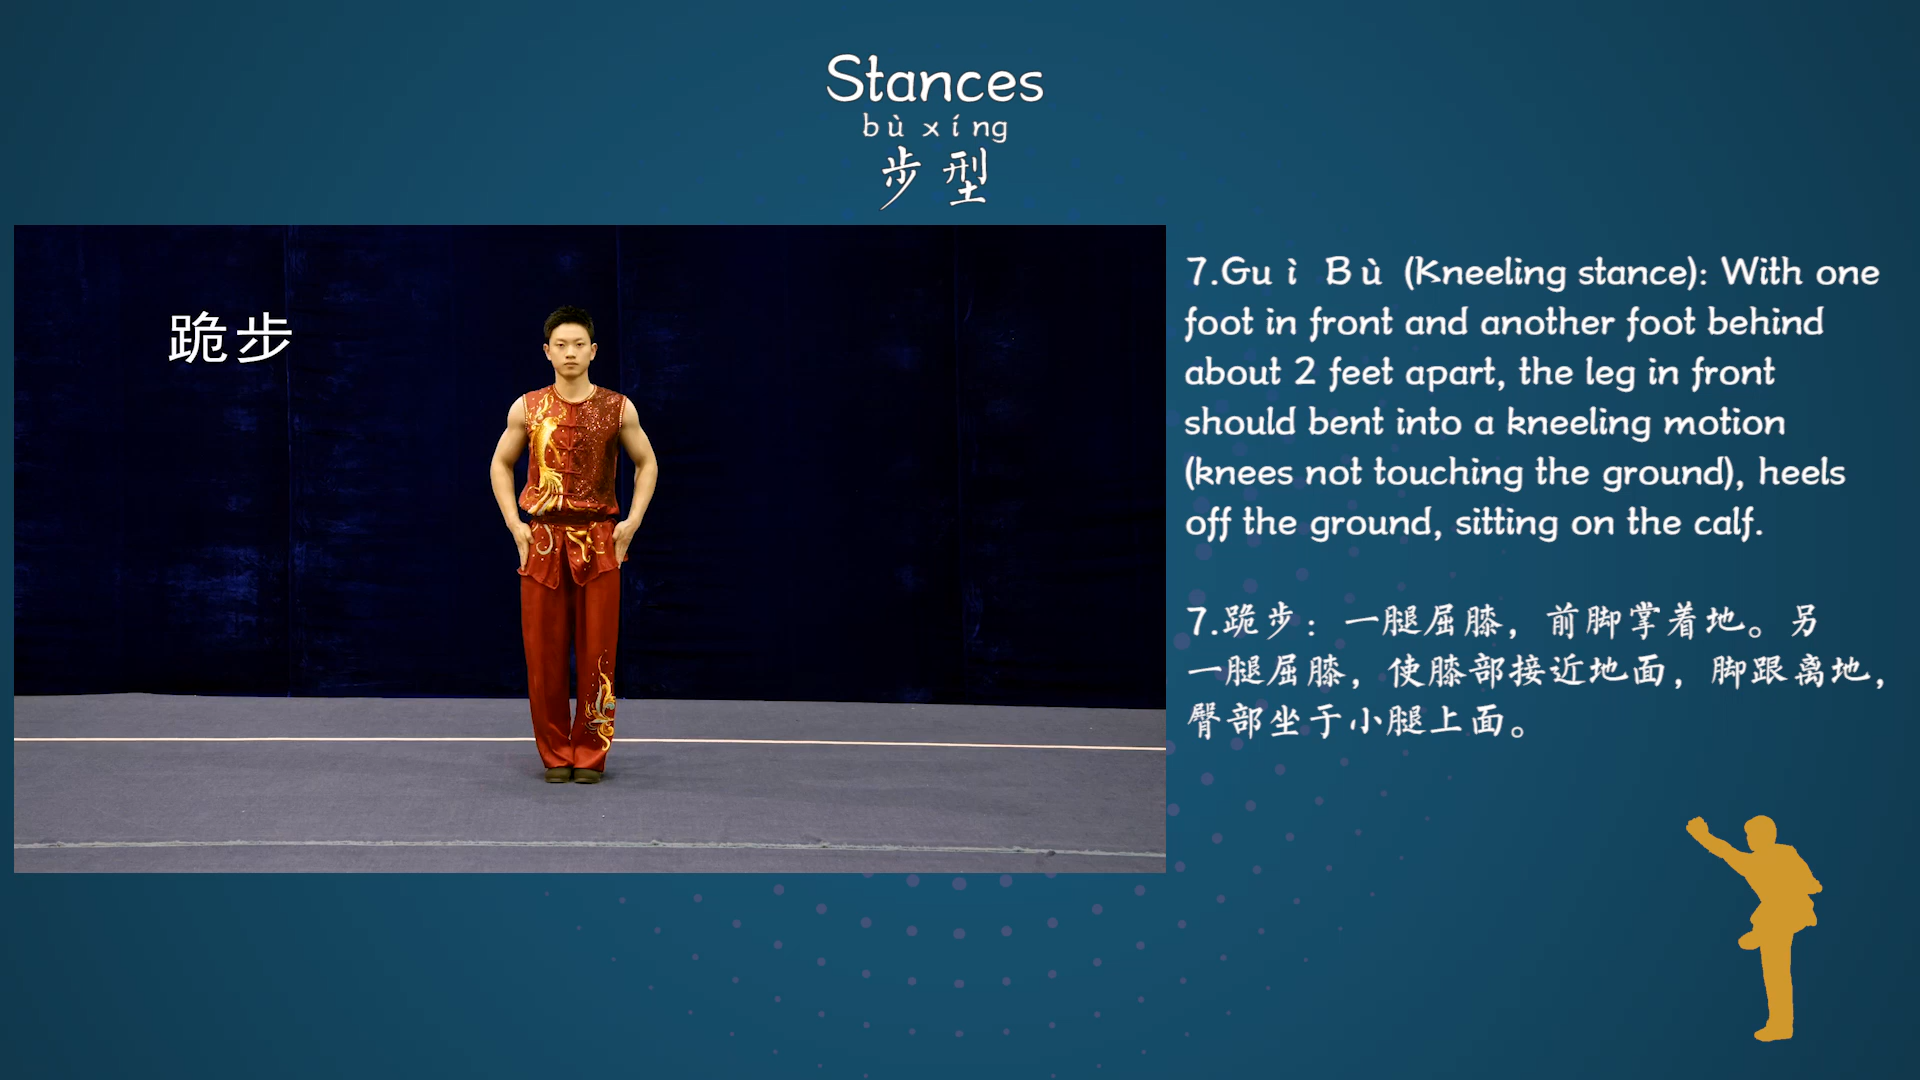 Stances
bù xíng
步型
跪步
7.Guì Bù (Kneeling stance): With one
foot in front and another foot behind
about 2 feet apart, the leg in front
should bent into a kneeling motion
(knees not touching the ground), heels
off the ground, sitting on the calf.
7.跪步：一腿屈膝，前脚掌着地。另
一腿屈膝，使膝部接近地面，脚跟离地，
臀部坐于小腿上面。